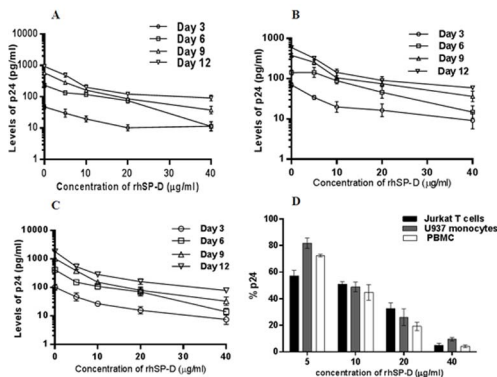 A
Day 3
Day 6
Day 9
Day 12
Levels of p24 (pg/ml)
10000
1000
100
10
1
0 10 20 30 40
Concentration of rhSP-D (μg/ml)
B
Day 3
Day 6
Day 9
Day 12
Levels of p24 (pg/ml)
1000
100
10
1
0 10 20 30 40
Concentration of rhSP-D (μg/ml)
C
Day 3
Day 6
Day 9
Day 12
Levels of p24 (pg/ml)
10000
1000
100
10
1
0 10 20 30 40
Concentration of rhSP-D (μg/ml)
D
Jurkat T cells
U937 monocytes
PBMC
% p24
100
80
60
40
20
0
5 10 20 40
concentration of rhSP-D (μg/ml)